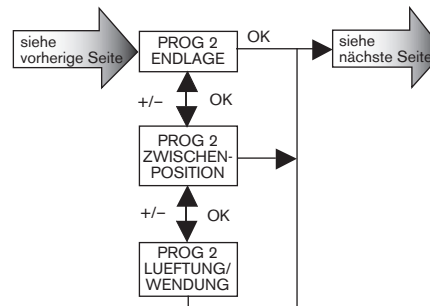 siehe
vorherige Seite
PROG 2
ENDLAGE
OK
siehe
nächste Seite
+/–
OK
PROG 2
ZWISCHEN-
POSITION
+/–
OK
PROG 2
LUEFTUNG/
WENDUNG